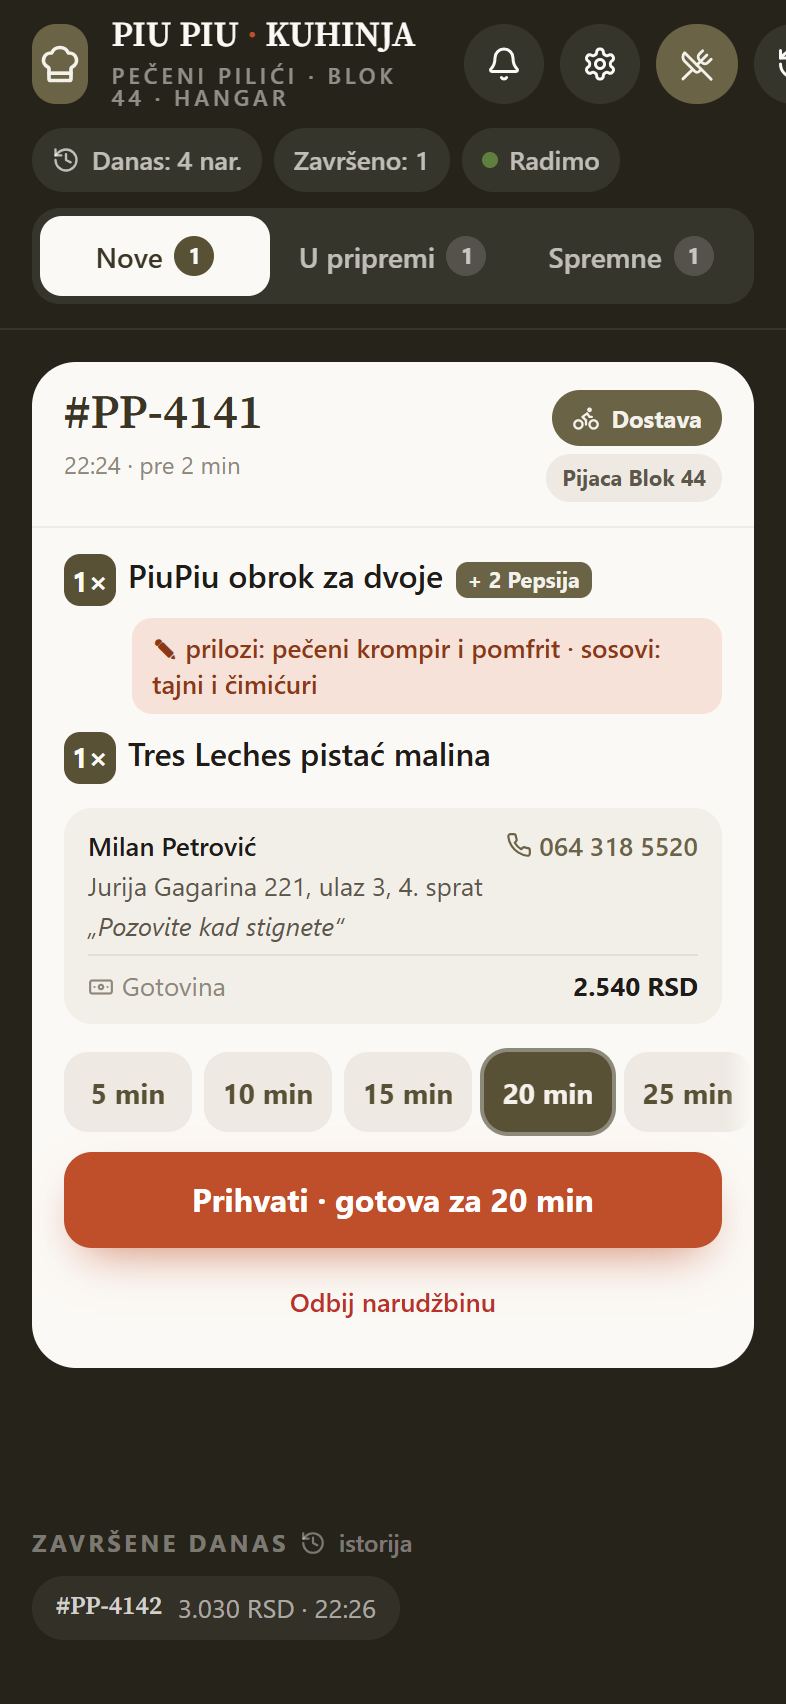 PIU PIU · KUHINJA
PEČENI PILIĆI · BLOK
44 · HANGAR
Danas: 4 nar.
Završeno: 1
Radimo
Nove 1
U pripremi 1
Spremne 1
#PP-4141
Dostava
22:24 · pre 2 min
Pijaca Blok 44
1× PiuPiu obrok za dvoje + 2 Pepsija
prilozi: pečeni krompir i pomfrit · sosovi:
tajni i čimićuri
1× Tres Leches pistać malina
Milan Petrović
064 318 5520
Jurija Gagarina 221, ulaz 3, 4. sprat
„Pozovite kad stignete“
Gotovina
2.540 RSD
5 min
10 min
15 min
20 min
25 min
Prihvati · gotova za 20 min
Odbij narudžbinu
ZAVRŠENE DANAS istorija
#PP-4142 3.030 RSD · 22:26